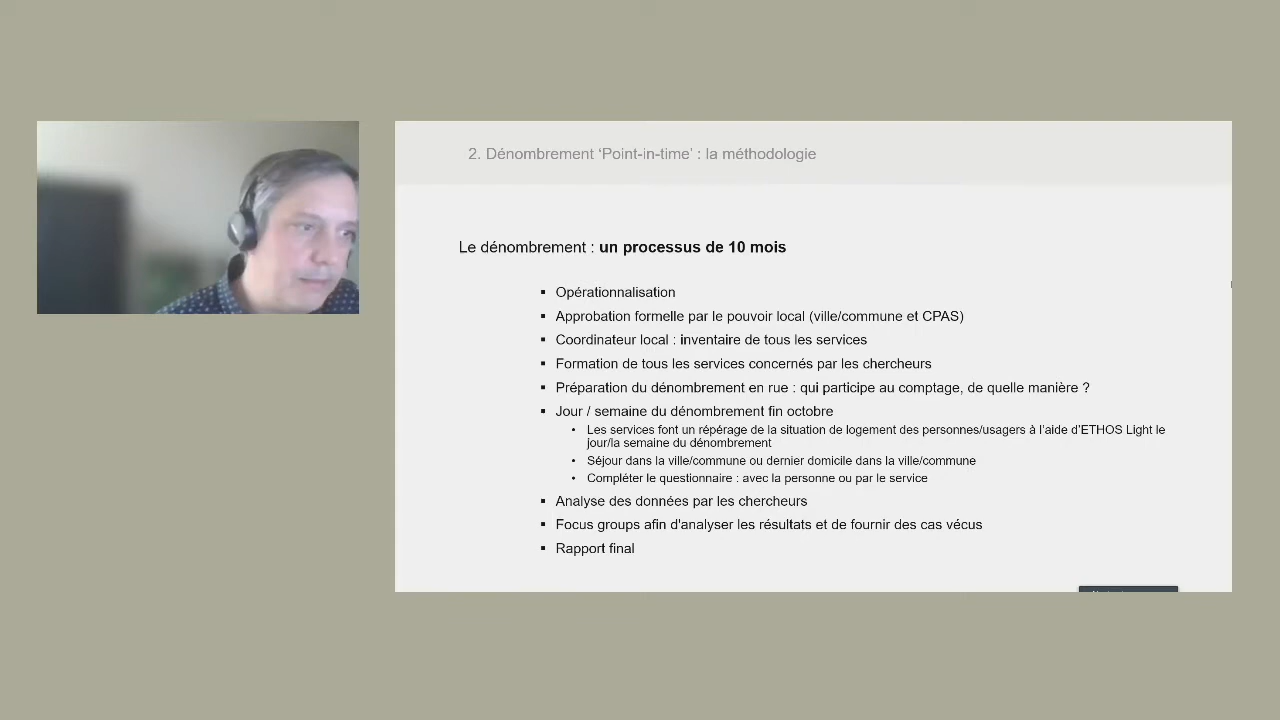 2. Dénombrement ‘Point-in-time’ : la méthodologie
Le dénombrement : un processus de 10 mois
▪ Opérationnalisation
▪ Approbation formelle par le pouvoir local (ville/commune et CPAS)
▪ Coordinateur local : inventaire de tous les services
▪ Formation de tous les services concernés par les chercheurs
▪ Préparation du dénombrement en rue : qui participe au comptage, de quelle manière ?
▪ Jour / semaine du dénombrement fin octobre
• Les services font un répérage de la situation de logement des personnes/usagers à l’aide d’ETHOS Light le
jour/la semaine du dénombrement
• Séjour dans la ville/commune ou dernier domicile dans la ville/commune
• Compléter le questionnaire : avec la personne ou par le service
▪ Analyse des données par les chercheurs
▪ Focus groups afin d'analyser les résultats et de fournir des cas vécus
▪ Rapport final